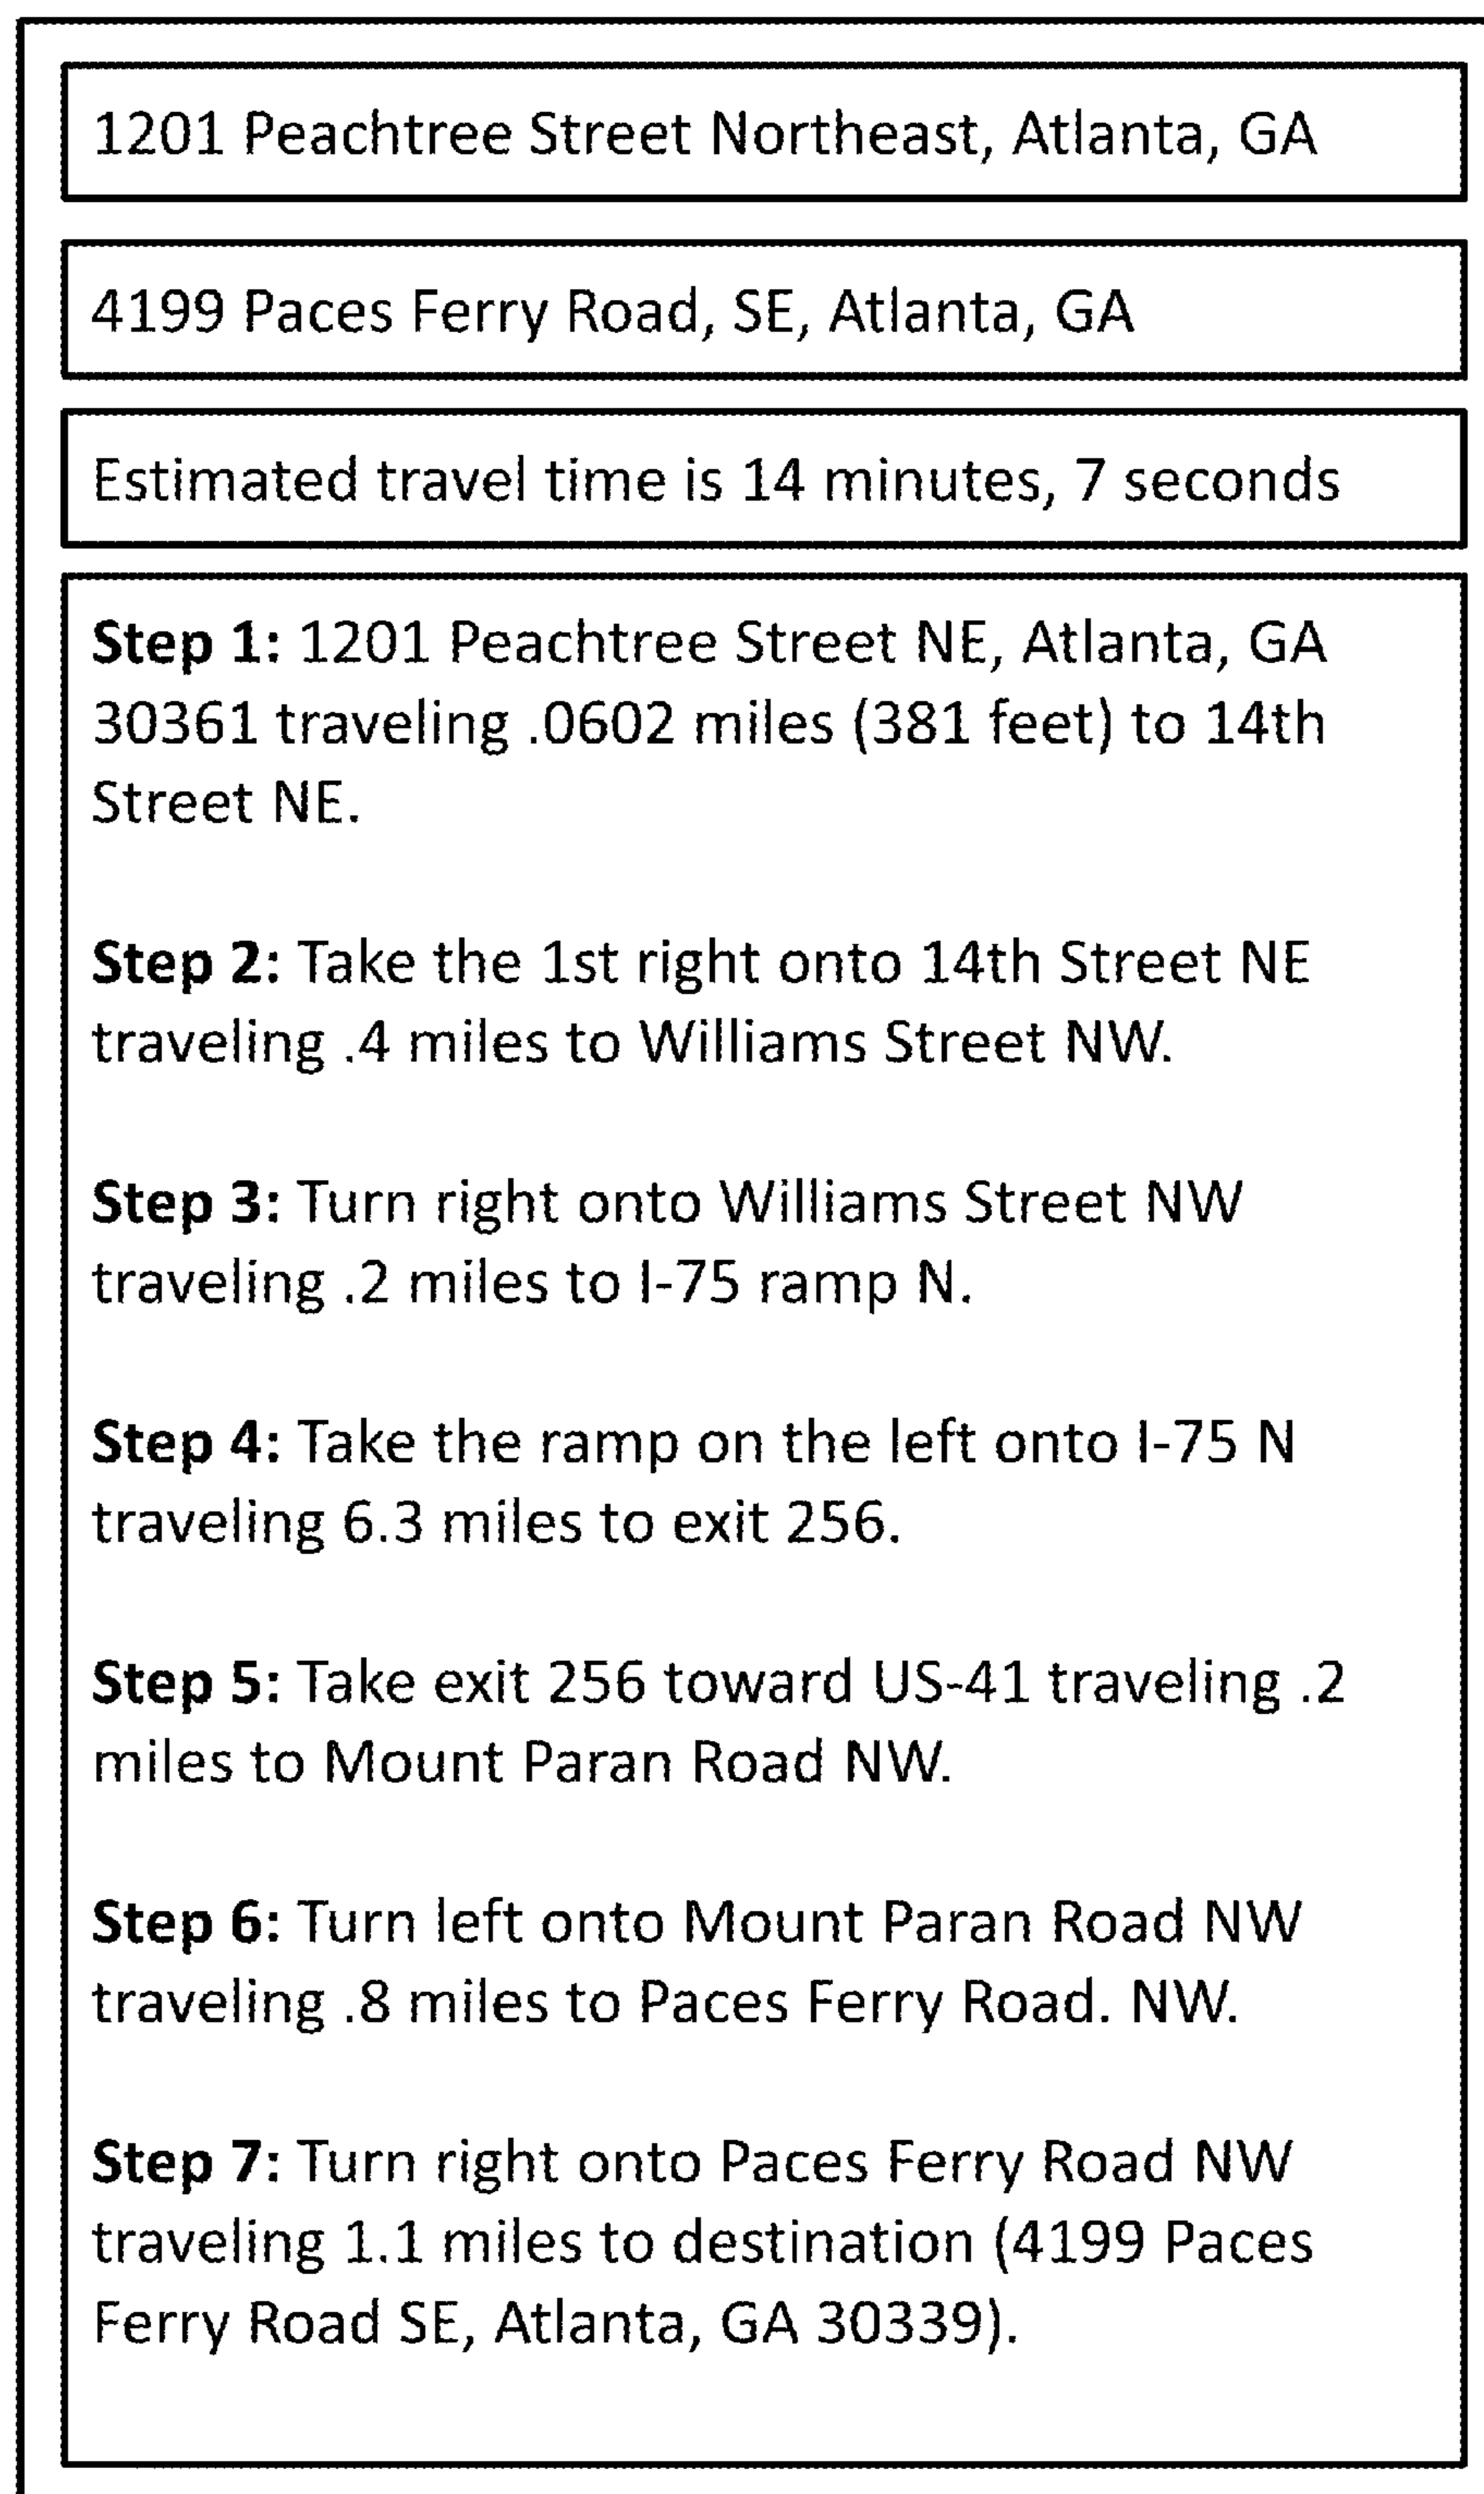 1201 Peachtree Street Northeast, Atlanta, GA
4199 Paces Ferry Road, SE, Atlanta, GA
Estimated travel time is 14 minutes, 7 seconds
Step 1: 1201 Peachtree Street NE, Atlanta, GA
30361 traveling .0602 miles (381 feet) to 14th
Street NE.
Step 2: Take the 1st right onto 14th Street NE
traveling .4 miles to Williams Street NW.
Step 3: Turn right onto Williams Street NW
traveling .2 miles to I-75 ramp N.
Step 4: Take the ramp on the left onto I-75 N
traveling 6.3 miles to exit 256.
Step 5: Take exit 256 toward US-41 traveling .2
miles to Mount Paran Road NW.
Step 6: Turn left onto Mount Paran Road NW
traveling .8 miles to Paces Ferry Road. NW.
Step 7: Turn right onto Paces Ferry Road NW
traveling 1.1 miles to destination (4199 Paces
Ferry Road SE, Atlanta, GA 30339).